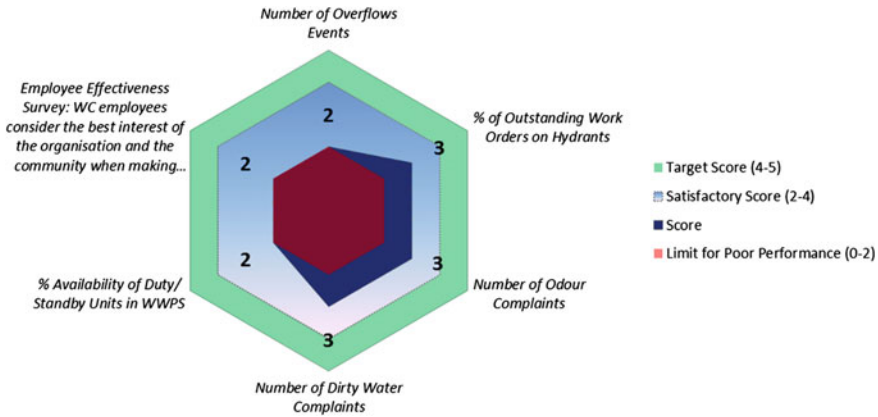 Number of Overflows
Events
Employee Effectiveness
Survey: WC employees
consider the best interest of
the organisation and the
community when making...
% of Outstanding Work
Orders on Hydrants
2
3
2
Target Score (4-5)
Satisfactory Score (2-4)
Score
Limit for Poor Performance (0-2)
2
3
% Availability of Duty/
Standby Units in WWPS
Number of Odour
Complaints
3
Number of Dirty Water
Complaints